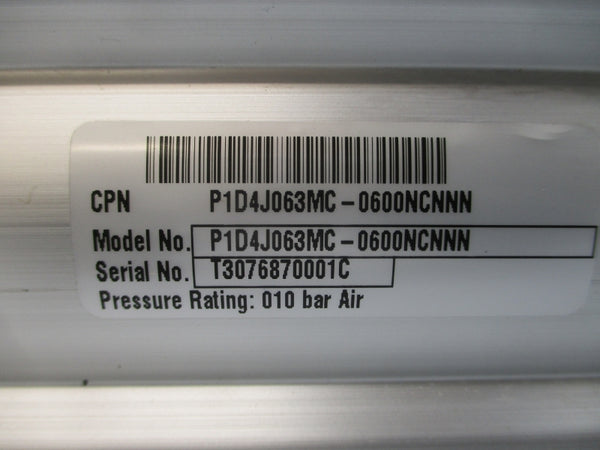 CPN P1D4J063MC-0600NCNNN
Model No. P1D4J063MC-0600NCNNN
Serial No. T3076870001C
Pressure Rating: 010 bar Air